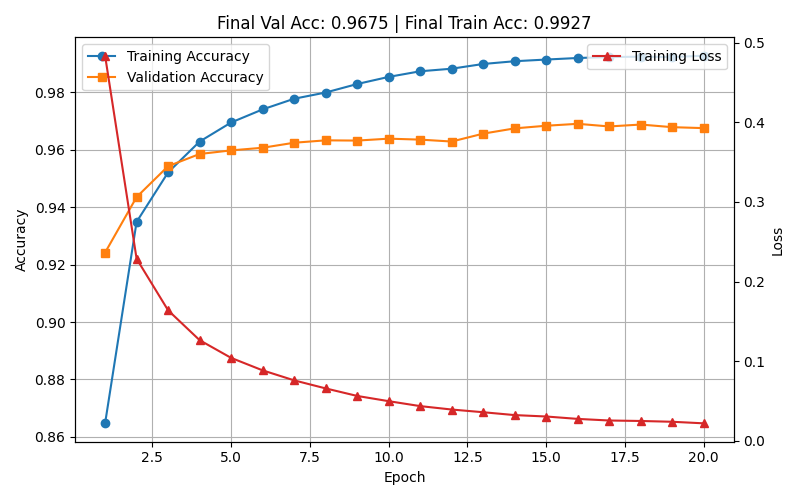 Final Val Acc: 0.9675 | Final Train Acc: 0.9927
Training Accuracy
Validation Accuracy
Training Loss
0.98
0.96
0.94
0.92
0.90
0.88
0.86
Accuracy
0.5
0.4
0.3
0.2
0.1
0.0
Loss
2.5 5.0 7.5 10.0 12.5 15.0 17.5 20.0
Epoch